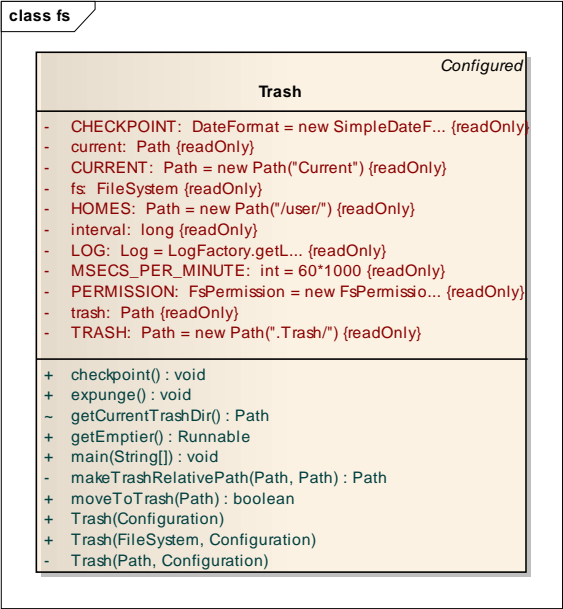 class fs
Configured
Trash
- CHECKPOINT: DateFormat = new SimpleDateF... {readOnly}
- current: Path {readOnly}
- CURRENT: Path = new Path("Current") {readOnly}
- fs: FileSystem {readOnly}
- HOMES: Path = new Path("/user/") {readOnly}
- interval: long {readOnly}
- LOG: Log = LogFactory.getL... {readOnly}
- MSECS_PER_MINUTE: int = 60*1000 {readOnly}
- PERMISSION: FsPermission = new FsPermissio... {readOnly}
- trash: Path {readOnly}
- TRASH: Path = new Path(".Trash/") {readOnly}
+ checkpoint() : void
+ expunge() : void
~ getCurrentTrashDir() : Path
+ getEmptier() : Runnable
+ main(String[]) : void
- makeTrashRelativePath(Path, Path) : Path
+ moveToTrash(Path) : boolean
+ Trash(Configuration)
+ Trash(FileSystem, Configuration)
- Trash(Path, Configuration)